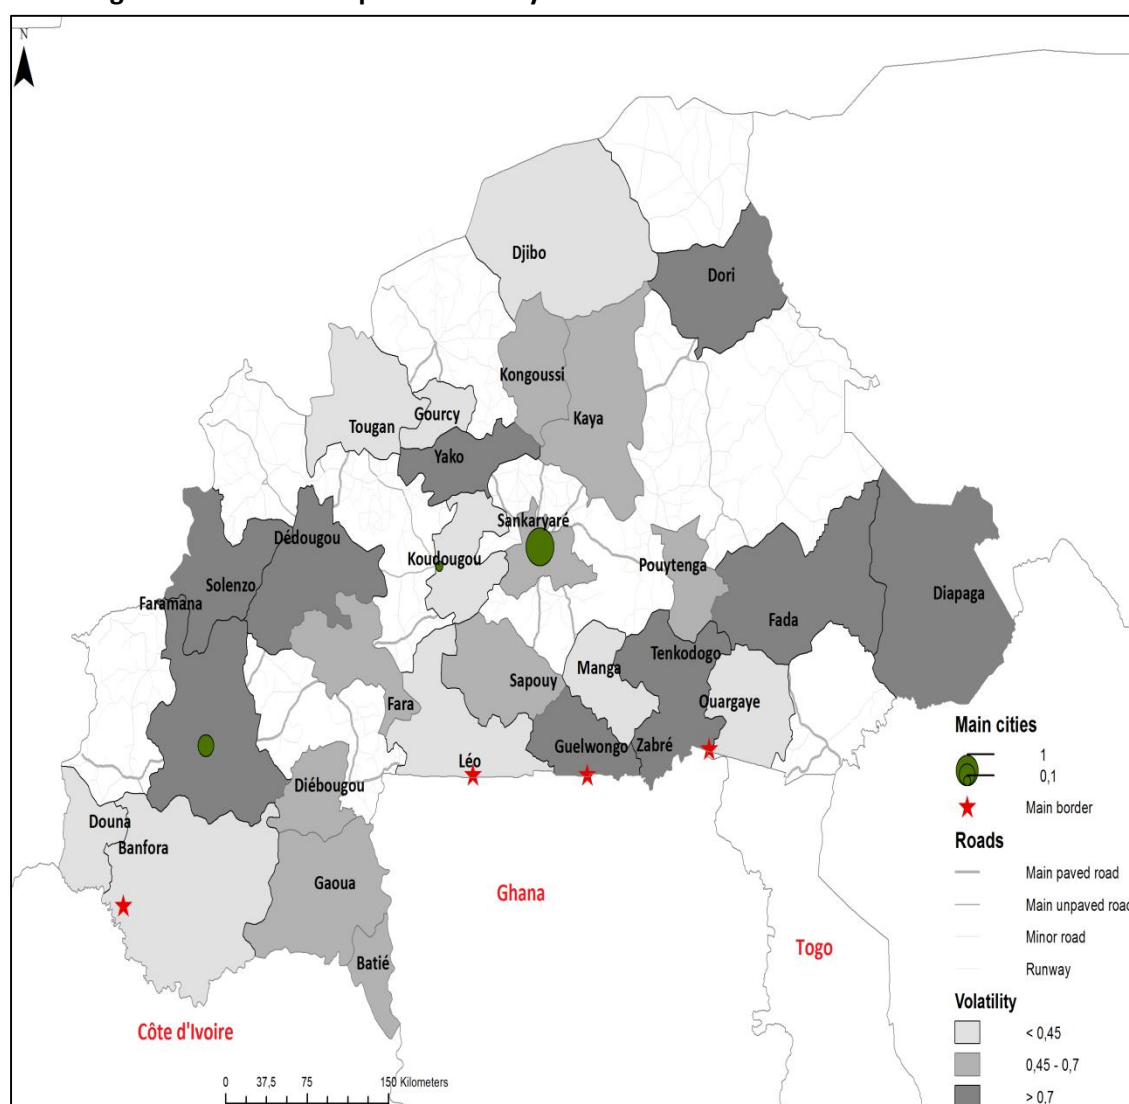 N
Djibo
Dori
Kongoussi
Kaya
Gourcy
Tougan
Yako
Sankaryaré
Dédougou
Koudougou
Pouytenga
Solenzo
Faramana
Diapaga
Fada
Tenkodogo
Manga
Sapouy
Ouargaye
Fara
Guelwongo
Zabré
Léo
Diébougou
Douna
Banfora
Gaoua
Ghana
Batié
Togo
Côte d'Ivoire
Main cities
1
0,1
Main border
Roads
Main paved road
Main unpaved road
Minor road
Runway
Volatility
< 0,45
0,45 - 0,7
> 0,7
0 37,5 75 150 Kilometers